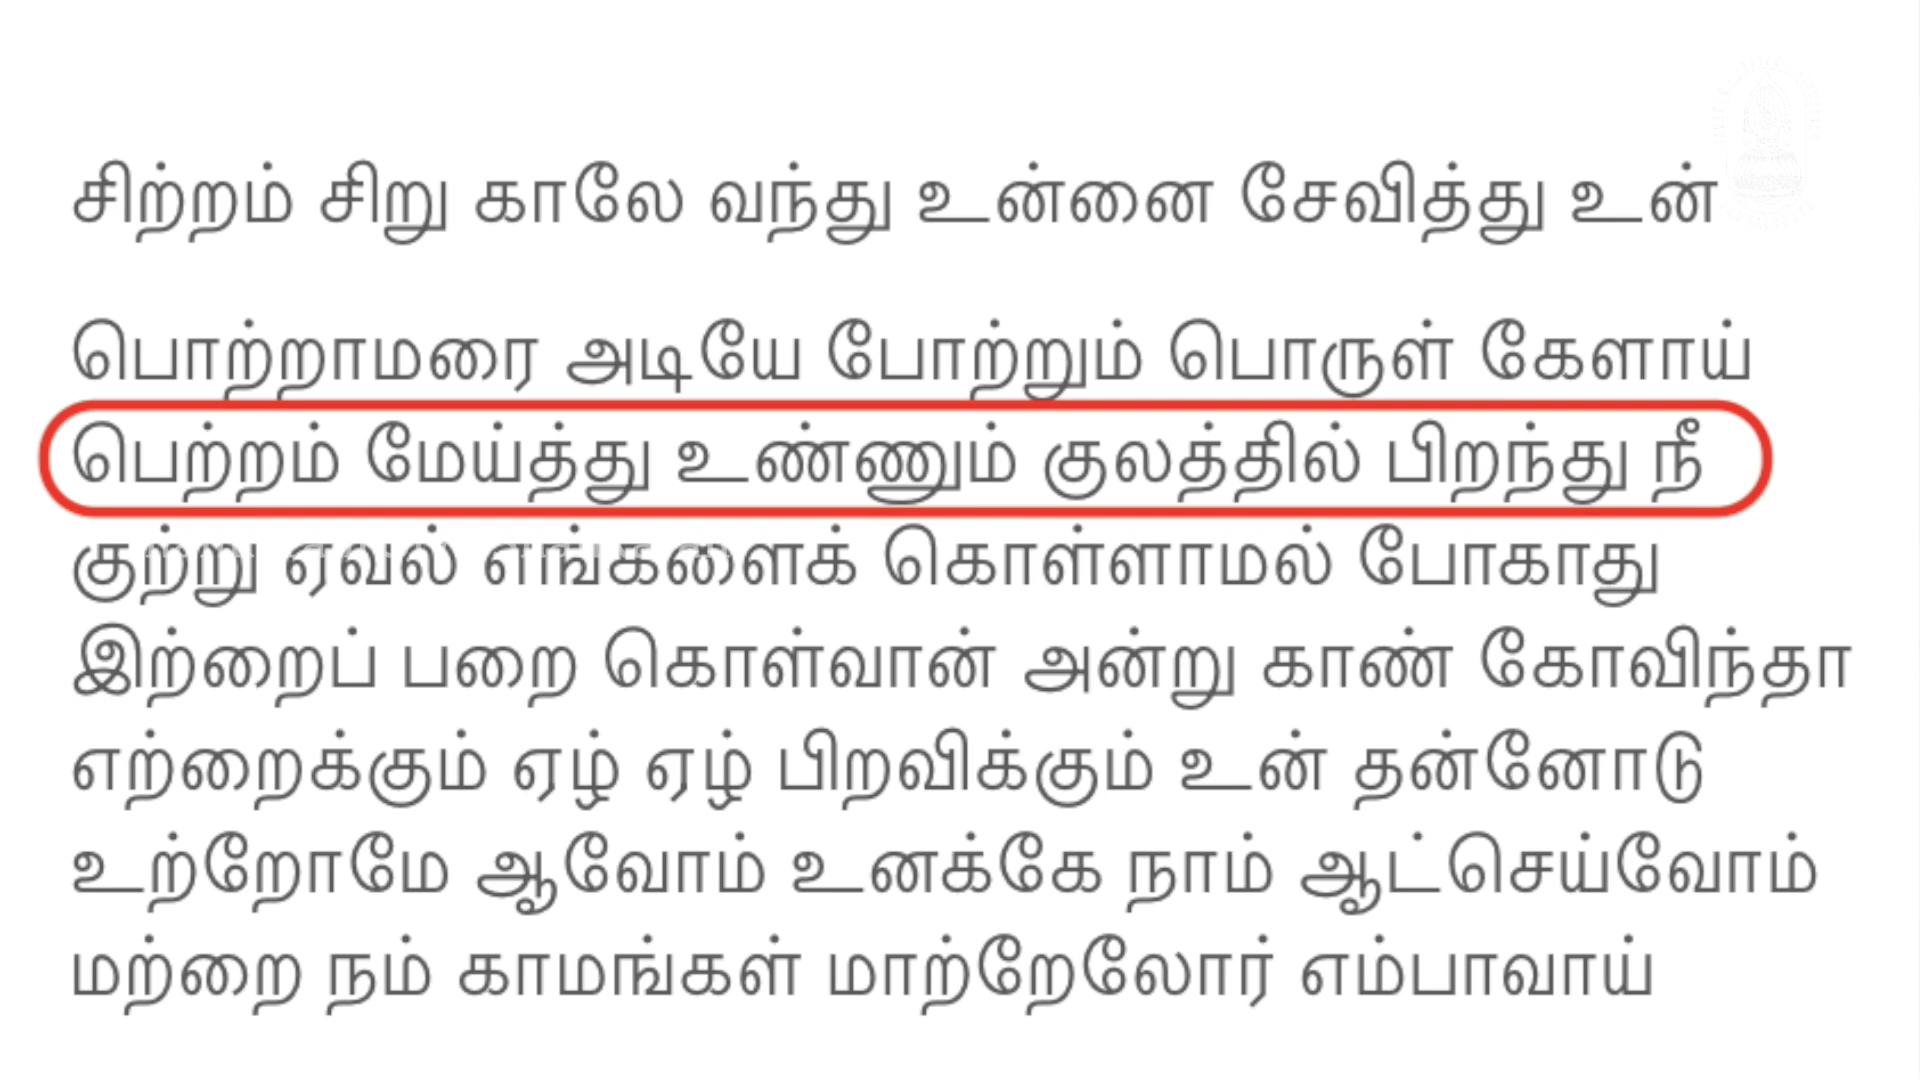 சிற்றம் சிறு காலே வந்து உன்னை சேவித்து உன்
பொற்றாமரை அடியே போற்றும் பொருள் கேளாய்
பெற்றம் மேய்த்து உண்ணும் குலத்தில் பிறந்து நீ
குற்று ஏவல் எங்களைக் கொள்ளாமல் போகாது
இற்றைப் பறை கொள்வான் அன்று காண் கோவிந்தா
எற்றைக்கும் ஏழ் ஏழ் பிறவிக்கும் உன் தன்னோடு
உற்றோமே ஆவோம் உனக்கே நாம் ஆட்செய்வோம்
மற்றை நம் காமங்கள் மாற்றேலோர் எம்பாவாய்